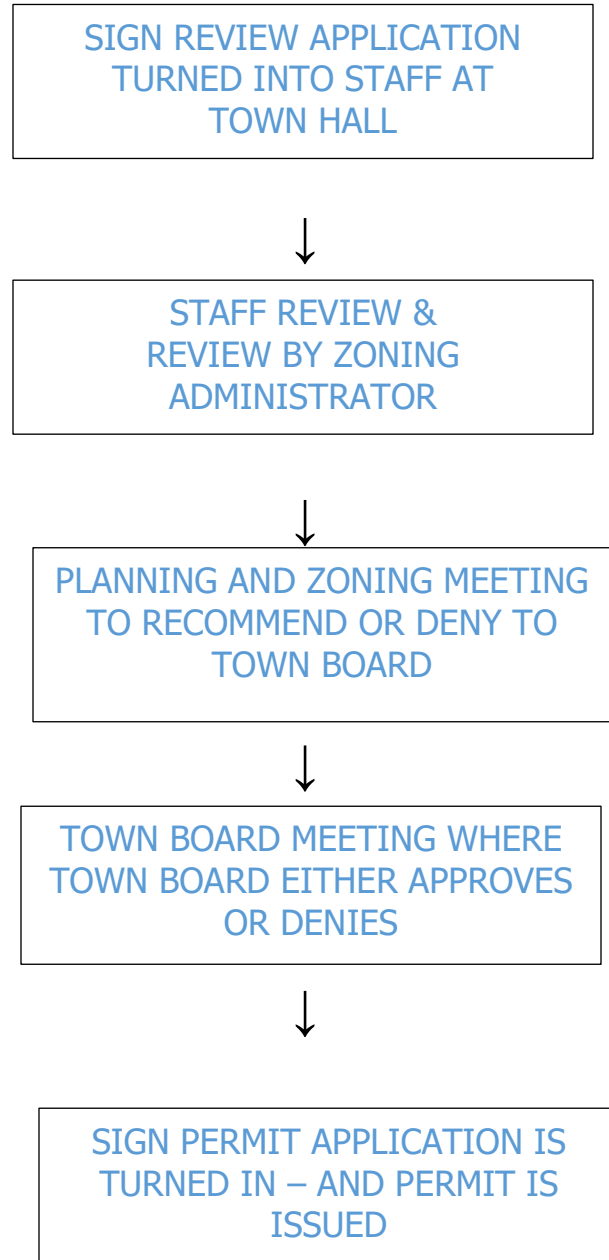 SIGN REVIEW APPLICATION
TURNED INTO STAFF AT
TOWN HALL
STAFF REVIEW &
REVIEW BY ZONING
ADMINISTRATOR
PLANNING AND ZONING MEETING
TO RECOMMEND OR DENY TO
TOWN BOARD
TOWN BOARD MEETING WHERE
TOWN BOARD EITHER APPROVES
OR DENIES
SIGN PERMIT APPLICATION IS
TURNED IN – AND PERMIT IS
ISSUED